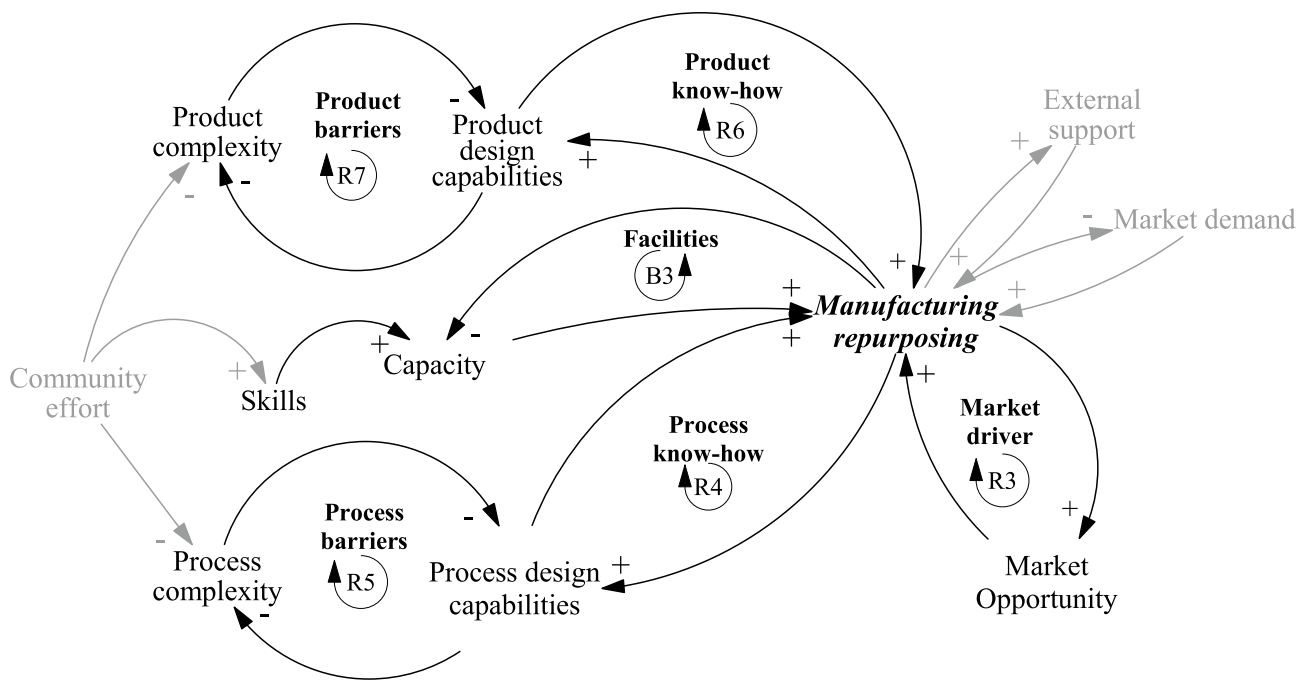 Product
know-how
R6
External
support
+
+
+
Product
barriers
R7
-
Product
complexity
-
-
Product
design
capabilities
+
-
Market demand
+
Facilities
B3
+
Manufacturing
repurposing
+
-
Capacity
+
Skills
+
Community
effort
+
Market
driver
R3
+
Market
Opportunity
Process
know-how
R4
Process
barriers
R5
-
-
Process
complexity
-
Process design
capabilities
+